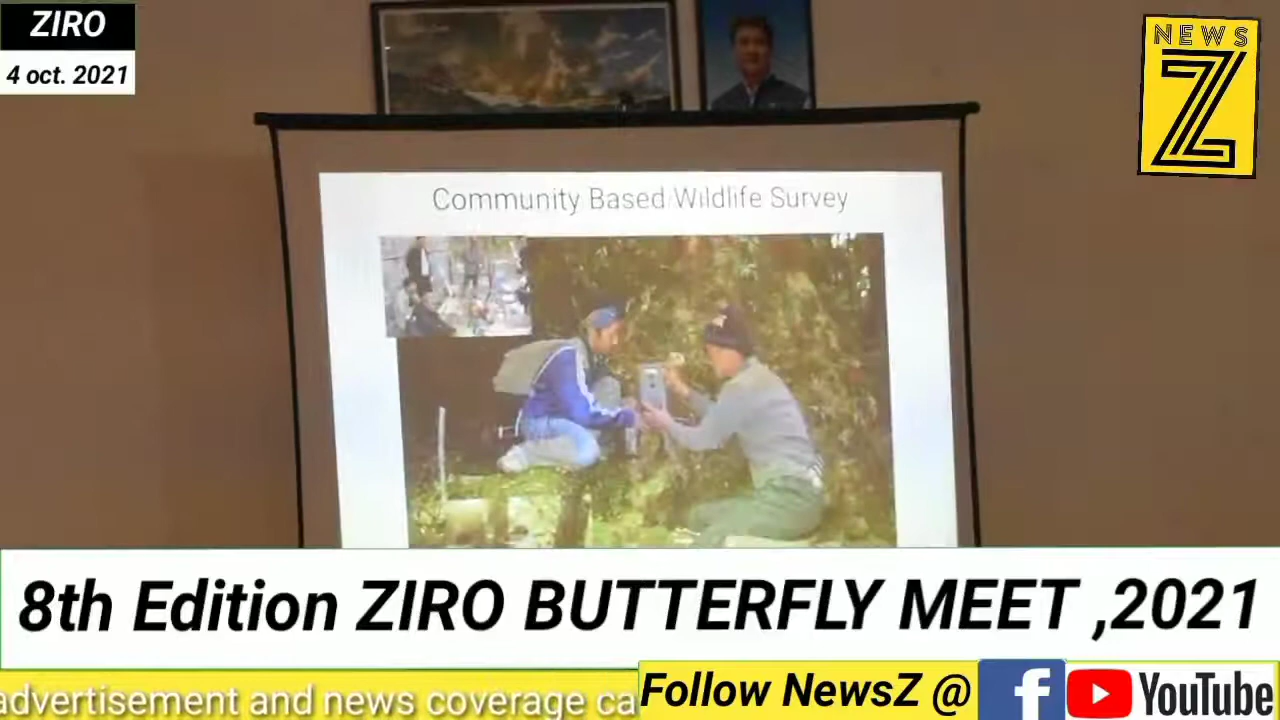 ZIRO
4 oct. 2021
NEWS
Z
Community Based Wildlife Survey
8th Edition ZIRO BUTTERFLY MEET ,2021
advertisement and news coverage ca
Follow NewsZ @ f YouTube